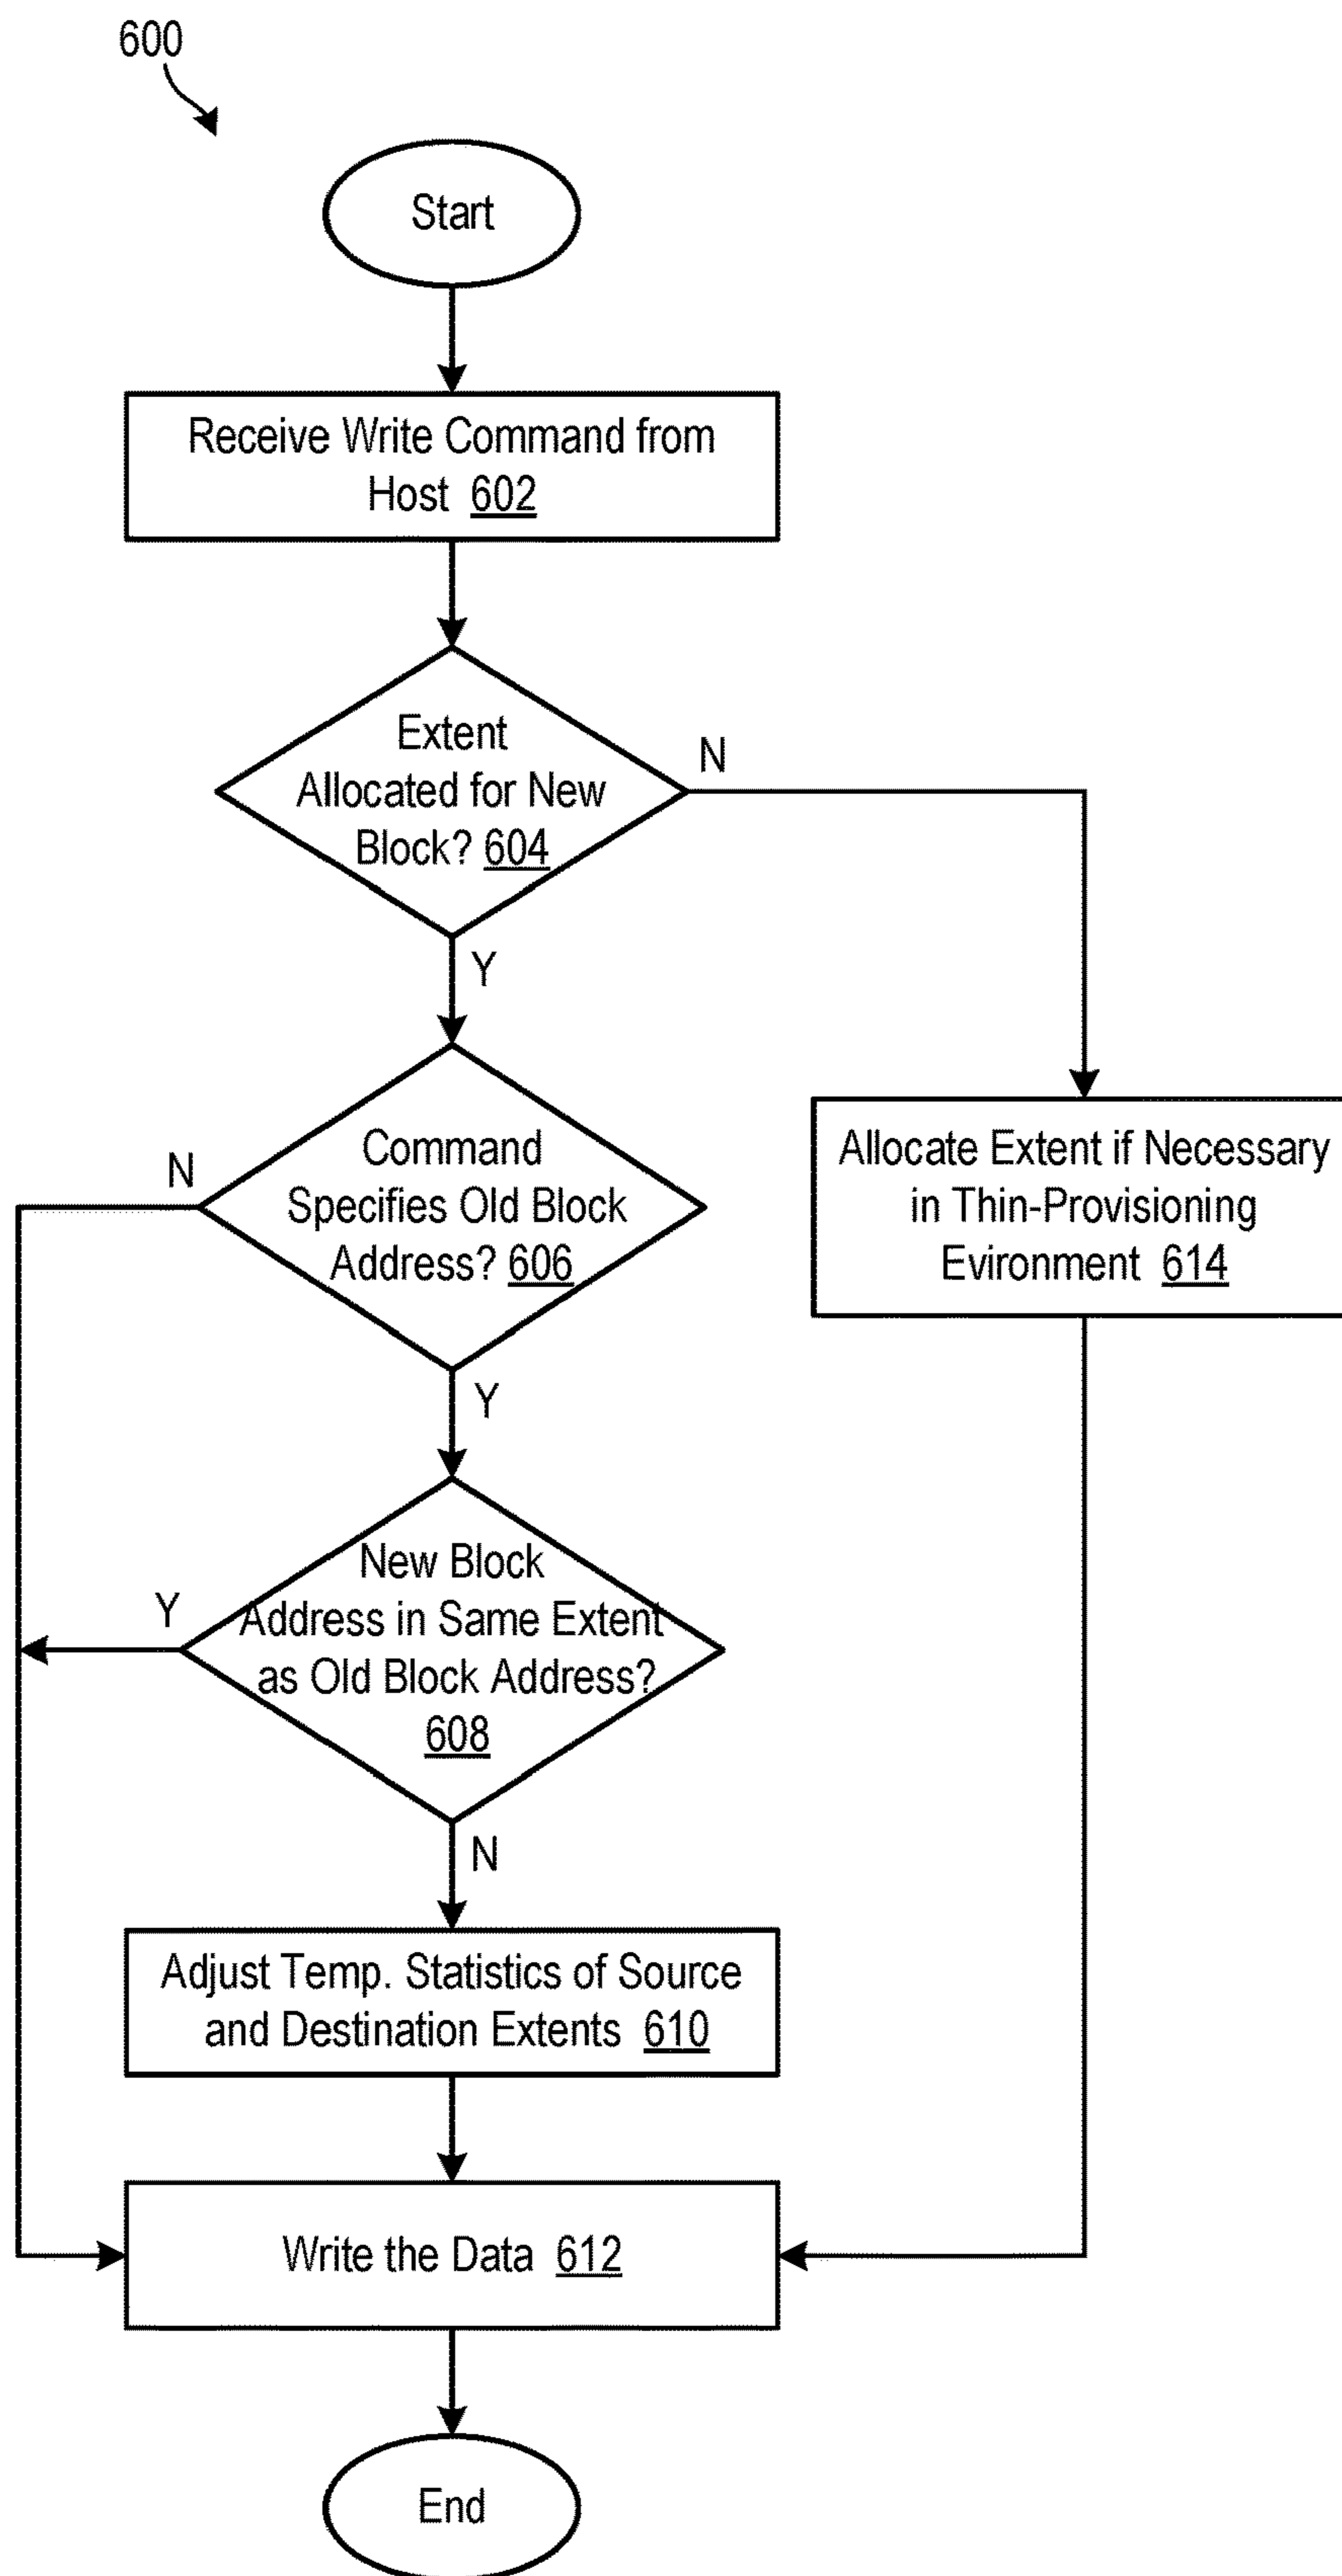 600
Start
Receive Write Command from
Host 602
Extent
Allocated for New
Block? 604
N
Y
Command
Specifies Old Block
Address? 606
N
Allocate Extent if Necessary
in Thin-Provisioning
Evironment 614
Y
New Block
Address in Same Extent
as Old Block Address?
608
Y
N
Adjust Temp. Statistics of Source
and Destination Extents 610
Write the Data 612
End